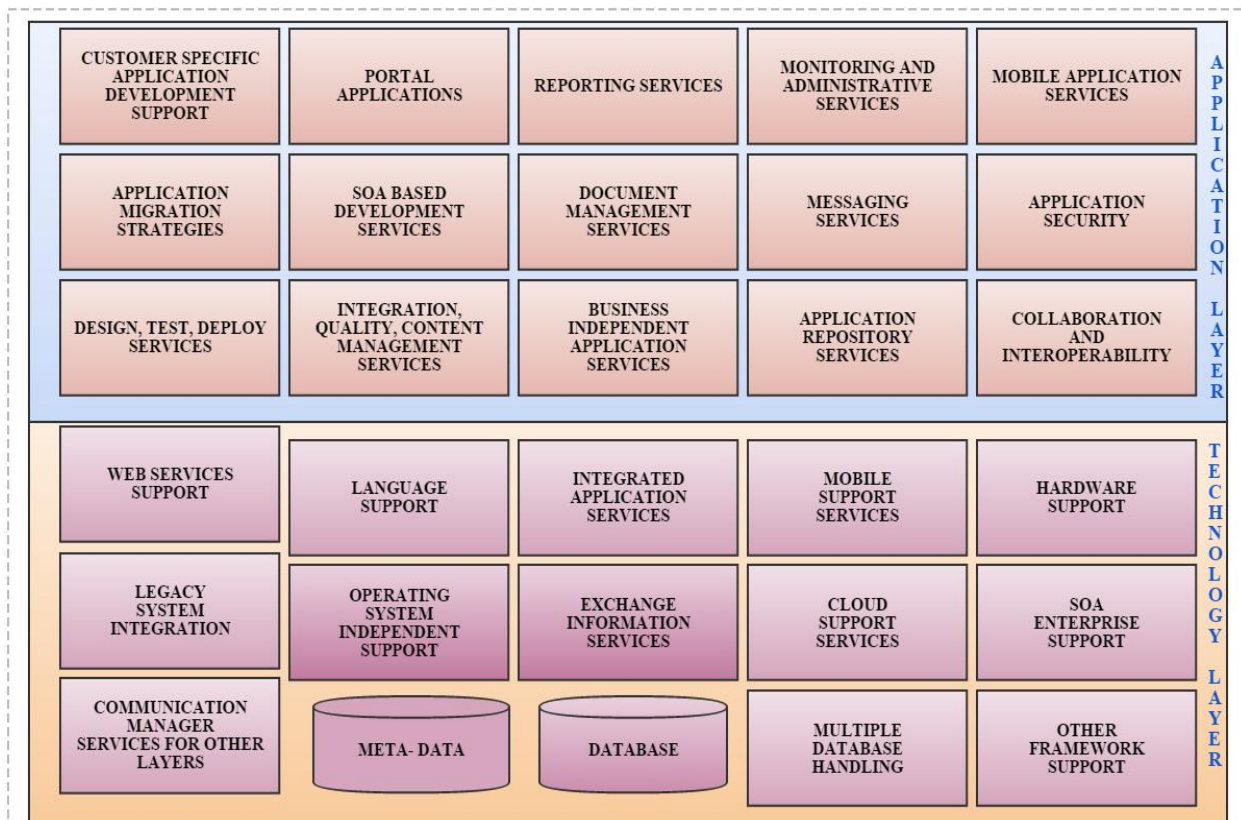 CUSTOMER SPECIFIC
APPLICATION
DEVELOPMENT
SUPPORT
PORTAL
APPLICATIONS
REPORTING SERVICES
MONITORING AND
ADMINISTRATIVE
SERVICES
MOBILE APPLICATION
SERVICES
APPLICATION
MIGRATION
STRATEGIES
SOA BASED
DEVELOPMENT
SERVICES
DOCUMENT
MANAGEMENT
SERVICES
MESSAGING
SERVICES
APPLICATION
SECURITY
DESIGN, TEST, DEPLOY
SERVICES
INTEGRATION,
QUALITY, CONTENT
MANAGEMENT
SERVICES
BUSINESS
INDEPENDENT
APPLICATION
SERVICES
APPLICATION
REPOSITORY
SERVICES
COLLABORATION
AND
INTEROPERABILITY
APPLICATION LAYER
WEB SERVICES
SUPPORT
LANGUAGE
SUPPORT
INTEGRATED
APPLICATION
SERVICES
MOBILE
SUPPORT
SERVICES
HARDWARE
SUPPORT
LEGACY
SYSTEM
INTEGRATION
OPERATING
SYSTEM
INDEPENDENT
SUPPORT
EXCHANGE
INFORMATION
SERVICES
CLOUD
SUPPORT
SERVICES
SOA
ENTERPRISE
SUPPORT
COMMUNICATION
MANAGER
SERVICES FOR OTHER
LAYERS
META- DATA
DATABASE
MULTIPLE
DATABASE
HANDLING
OTHER
FRAMEWORK
SUPPORT
TECHNOLOGY LAYER